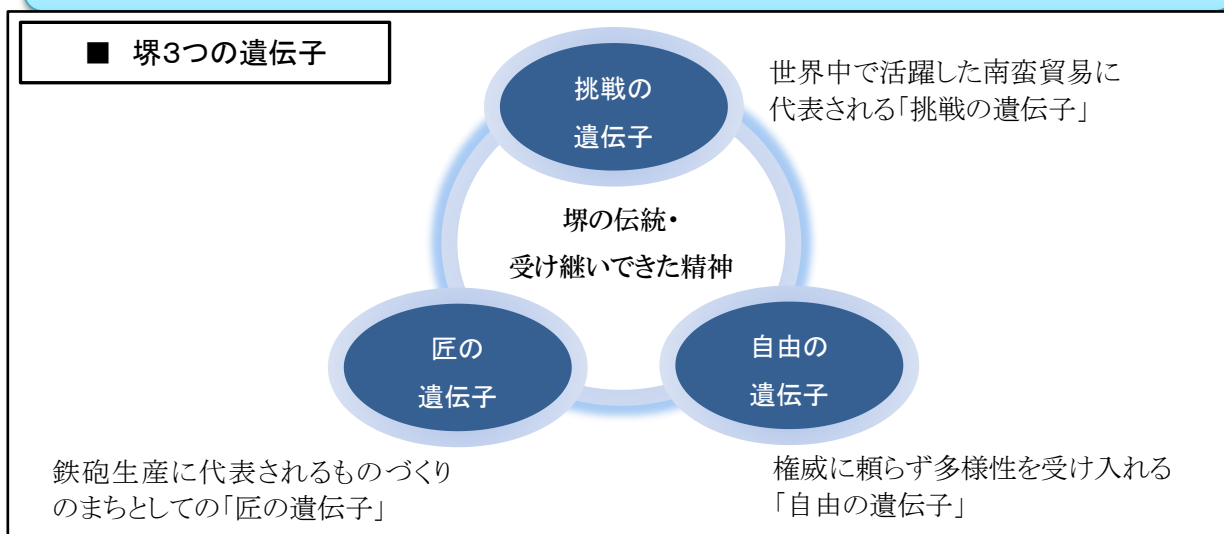 ■ 堺3つの遺伝子
挑戦の
遺伝子
世界中で活躍した南蛮貿易に
代表される「挑戦の遺伝子」
堺の伝統・
受け継いできた精神
匠の
遺伝子
自由の
遺伝子
鉄砲生産に代表されるものづくり
のまちとしての「匠の遺伝子」
権威に頼らず多様性を受け入れる
「自由の遺伝子」